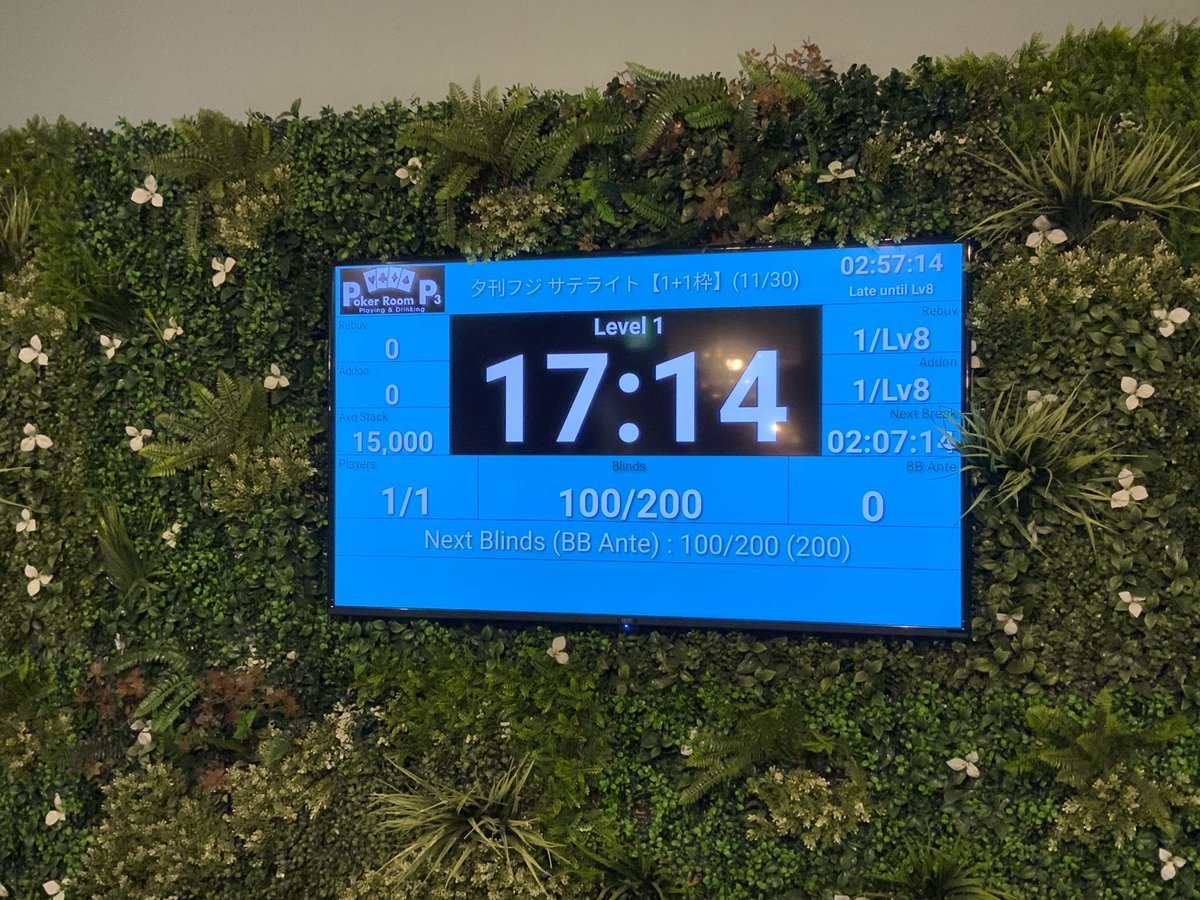 Poker Room P3
Playing & Drinking
夕刊フジ サテライト【1+1枠】(11/30)
02:57:14
Late until Lv8
Rebuy
0
Addon
0
Avg Stack
15,000
Level 1
17:14
Rebuy
1/Lv8
Addon
1/Lv8
Next Break
02:07:14
Players
1/1
Blinds
100/200
BB Ante
0
Next Blinds (BB Ante) : 100/200 (200)